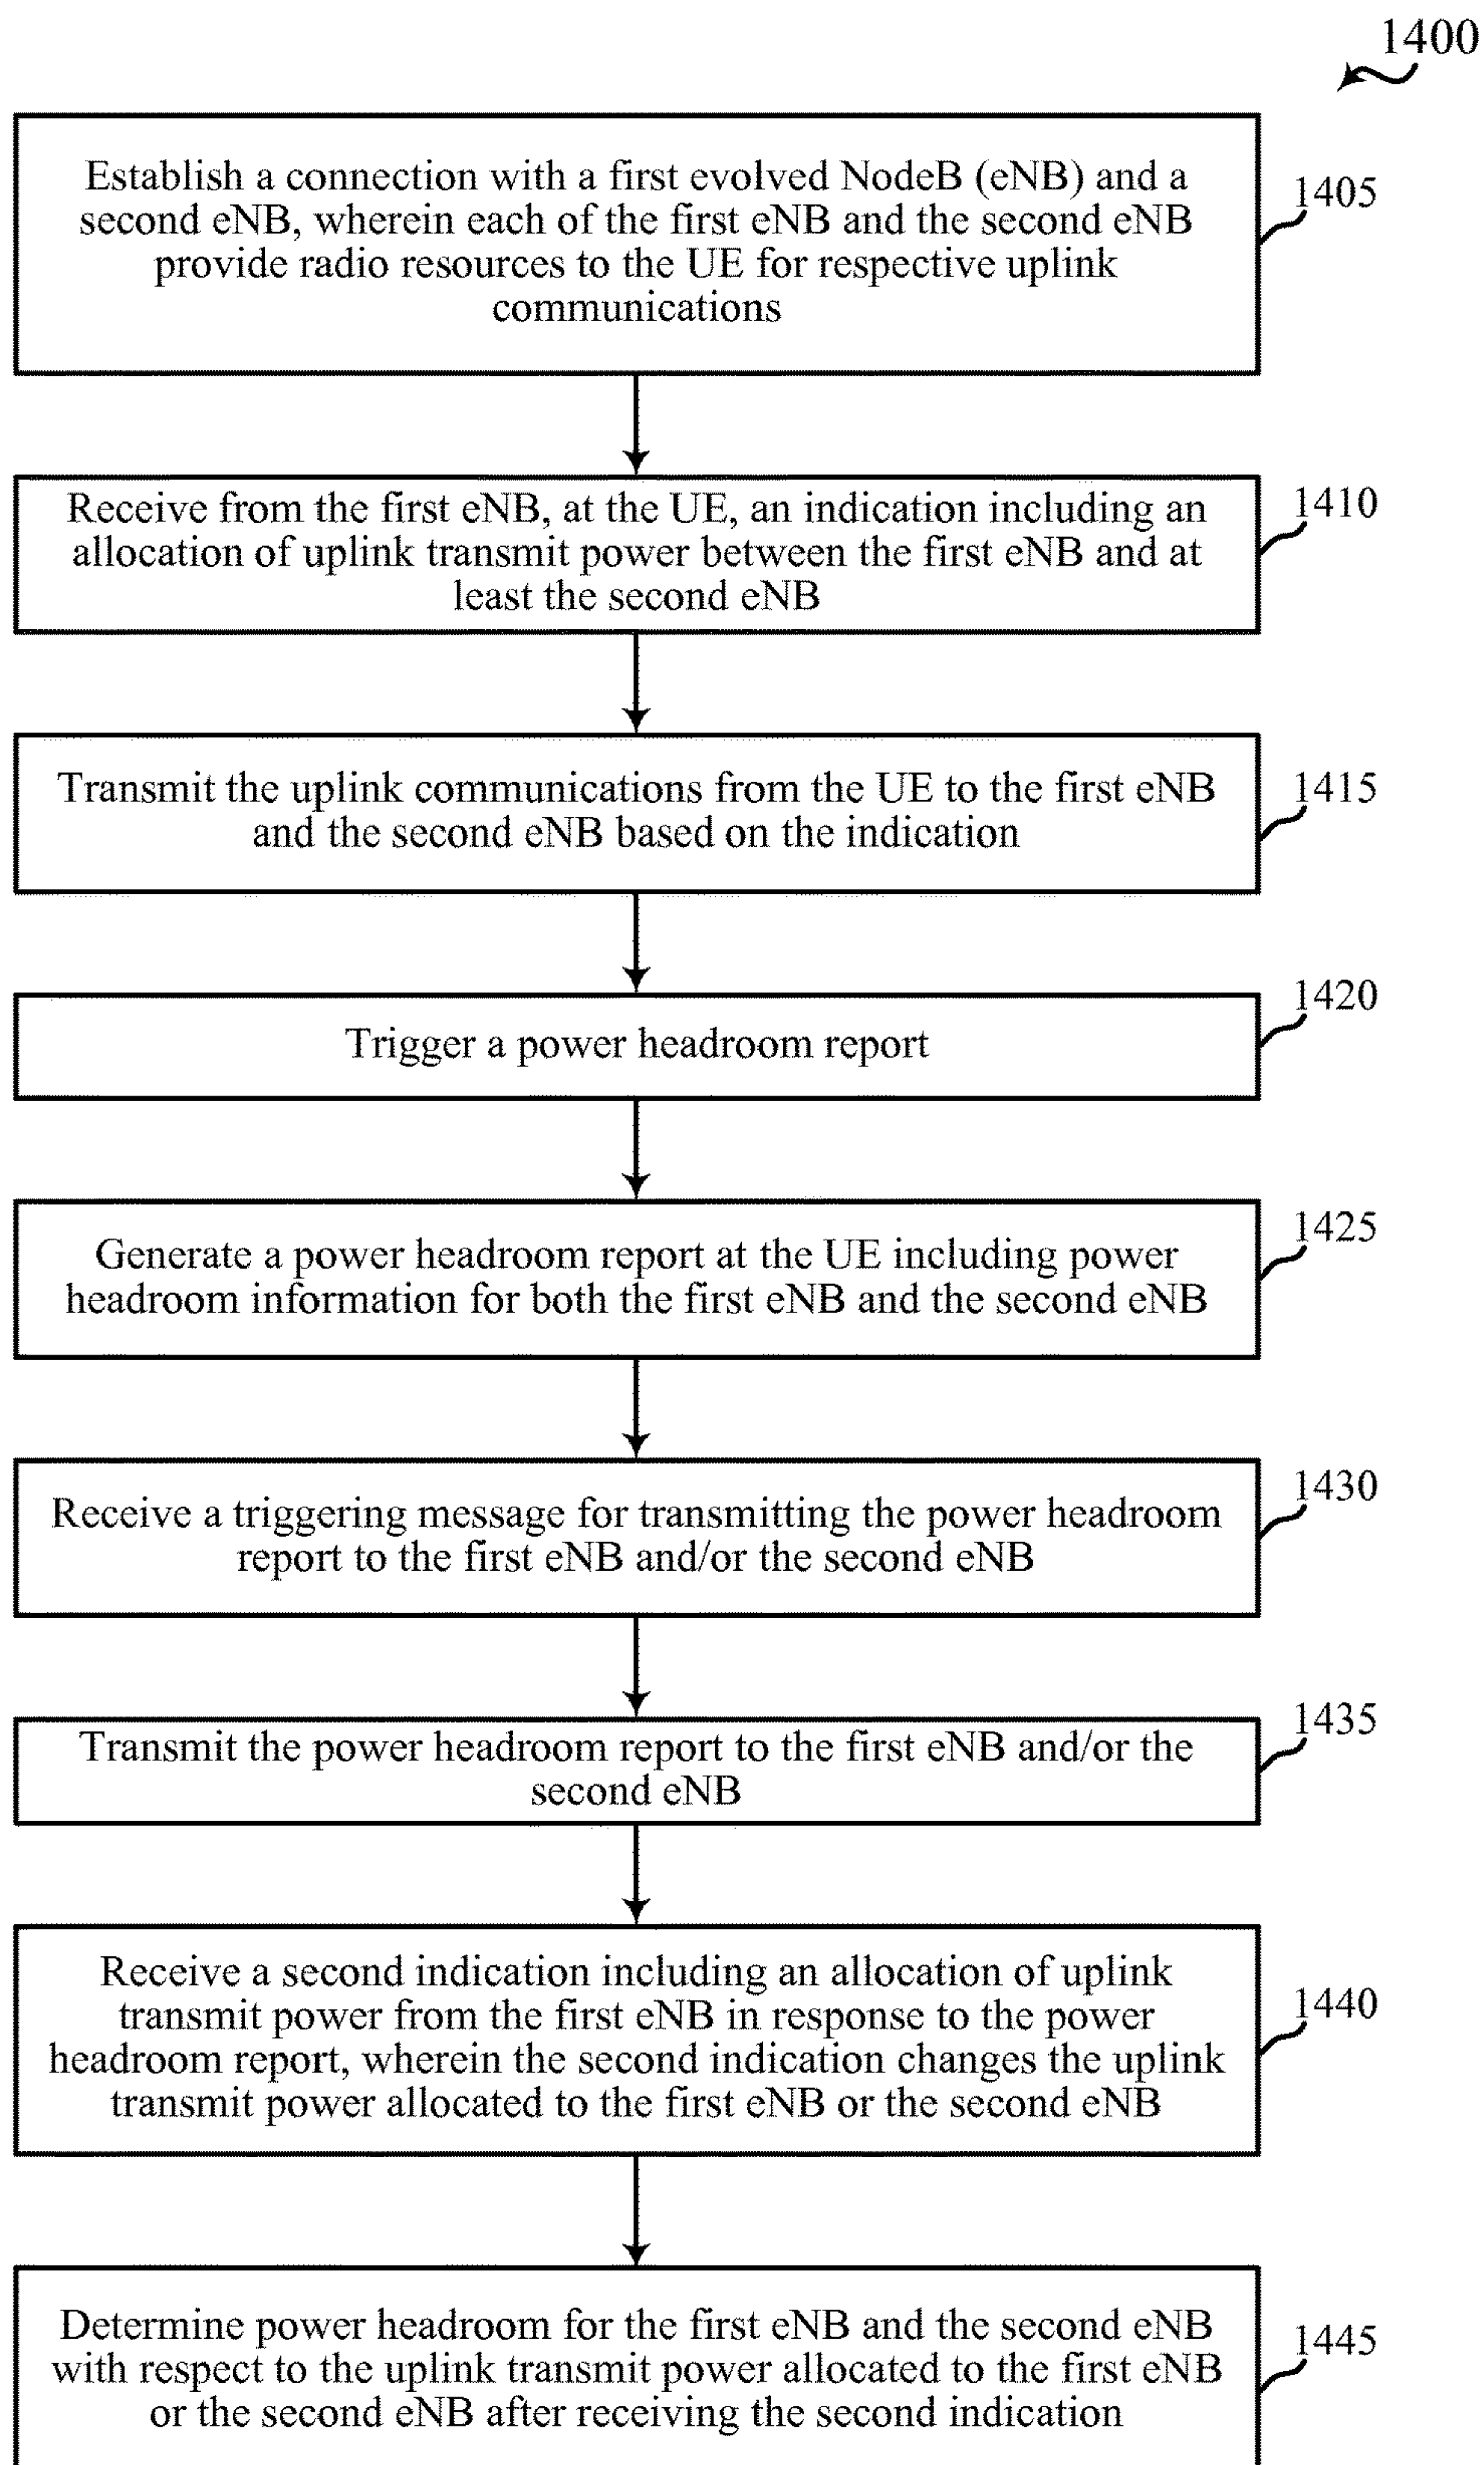 1400
Establish a connection with a first evolved NodeB (eNB) and a
second eNB, wherein each of the first eNB and the second eNB
provide radio resources to the UE for respective uplink
communications
1405
Receive from the first eNB, at the UE, an indication including an
allocation of uplink transmit power between the first eNB and at
least the second eNB
1410
Transmit the uplink communications from the UE to the first eNB
and the second eNB based on the indication
1415
Trigger a power headroom report
1420
Generate a power headroom report at the UE including power
headroom information for both the first eNB and the second eNB
1425
Receive a triggering message for transmitting the power headroom
report to the first eNB and/or the second eNB
1430
Transmit the power headroom report to the first eNB and/or the
second eNB
1435
Receive a second indication including an allocation of uplink
transmit power from the first eNB in response to the power
headroom report, wherein the second indication changes the uplink
transmit power allocated to the first eNB or the second eNB
1440
Determine power headroom for the first eNB and the second eNB
with respect to the uplink transmit power allocated to the first eNB
or the second eNB after receiving the second indication
1445